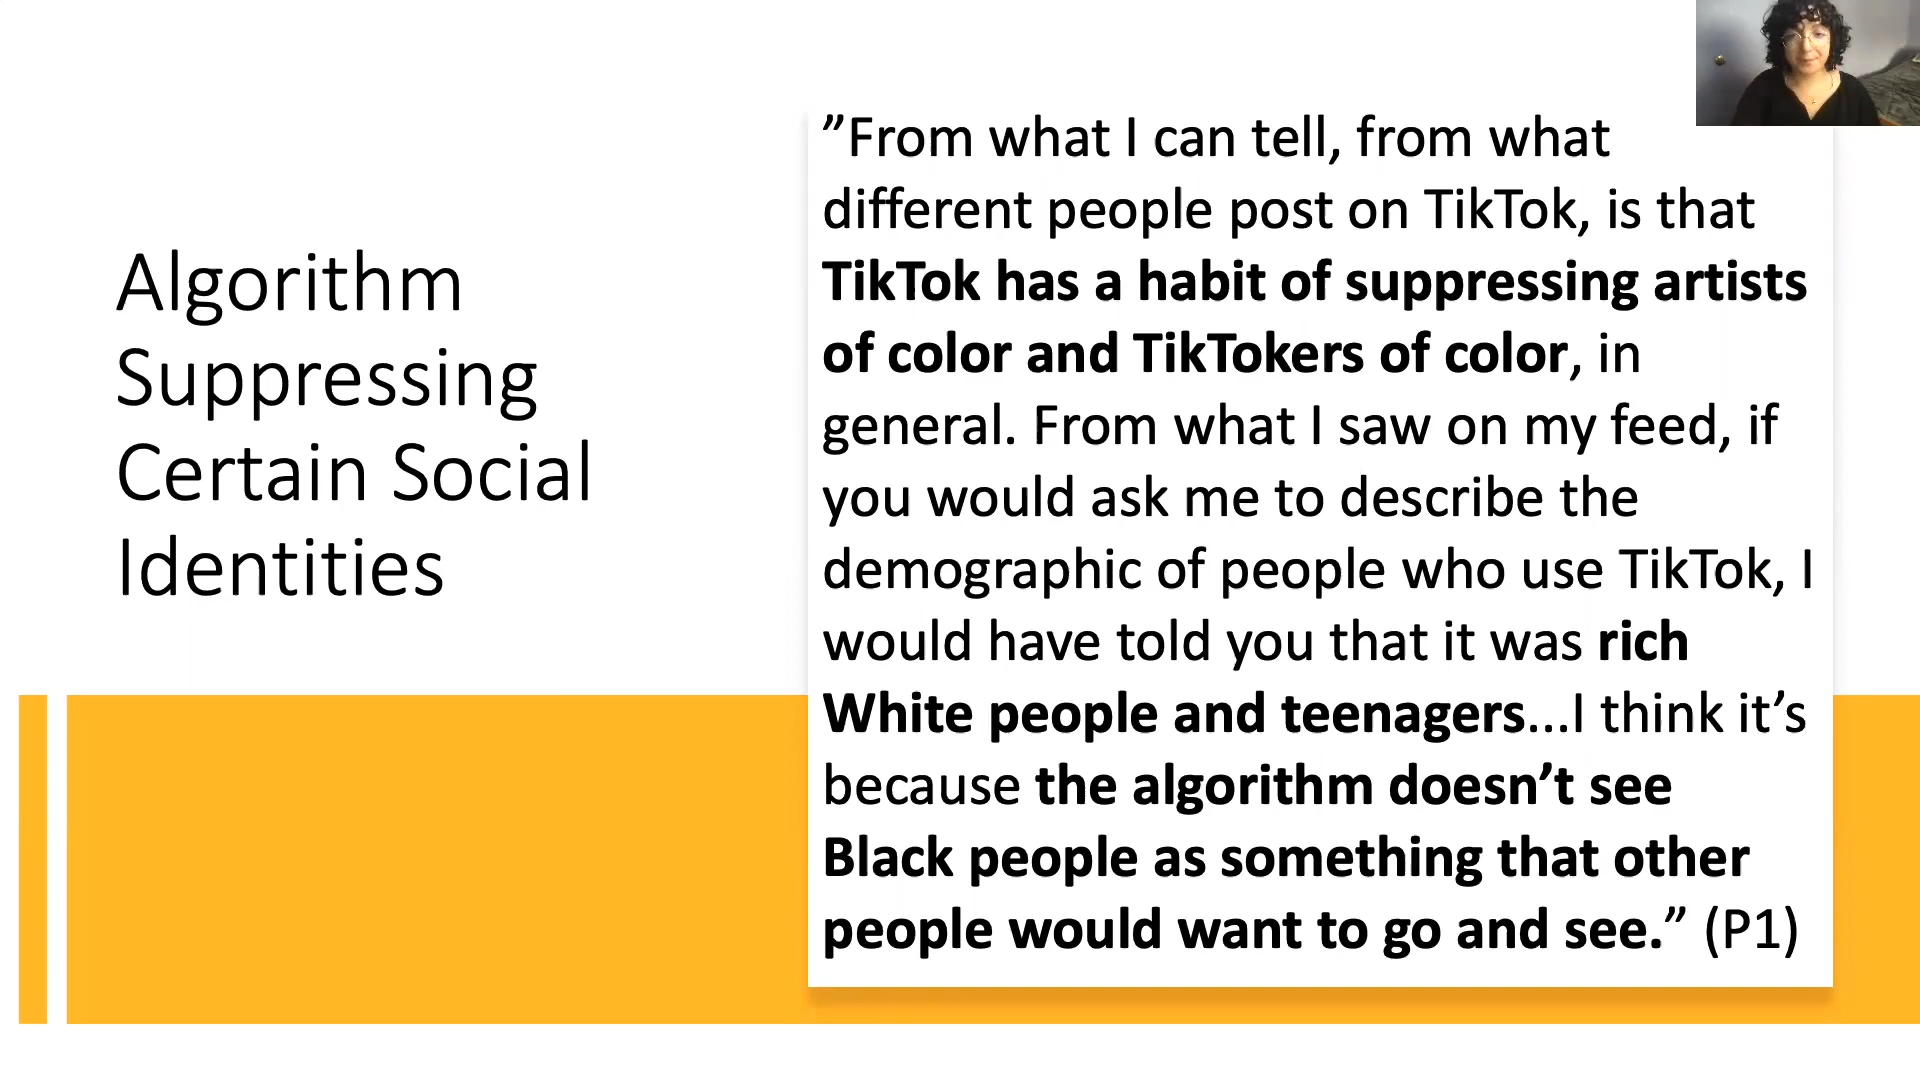 Algorithm
Suppressing
Certain Social
Identities
”From what I can tell, from what
different people post on TikTok, is that
TikTok has a habit of suppressing artists
of color and TikTokers of color, in
general. From what I saw on my feed, if
you would ask me to describe the
demographic of people who use TikTok, I
would have told you that it was rich
White people and teenagers...I think it’s
because the algorithm doesn’t see
Black people as something that other
people would want to go and see.” (P1)